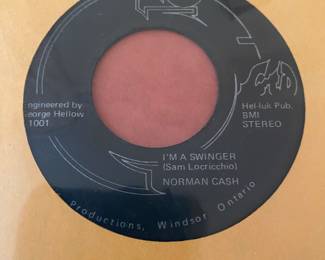 Engineered by
George Hellow
1001
Hel-luk Pub.
BMI
STEREO
I'M A SWINGER
(Sam Locricchio)
NORMAN CASH
Productions, Windsor Ontario